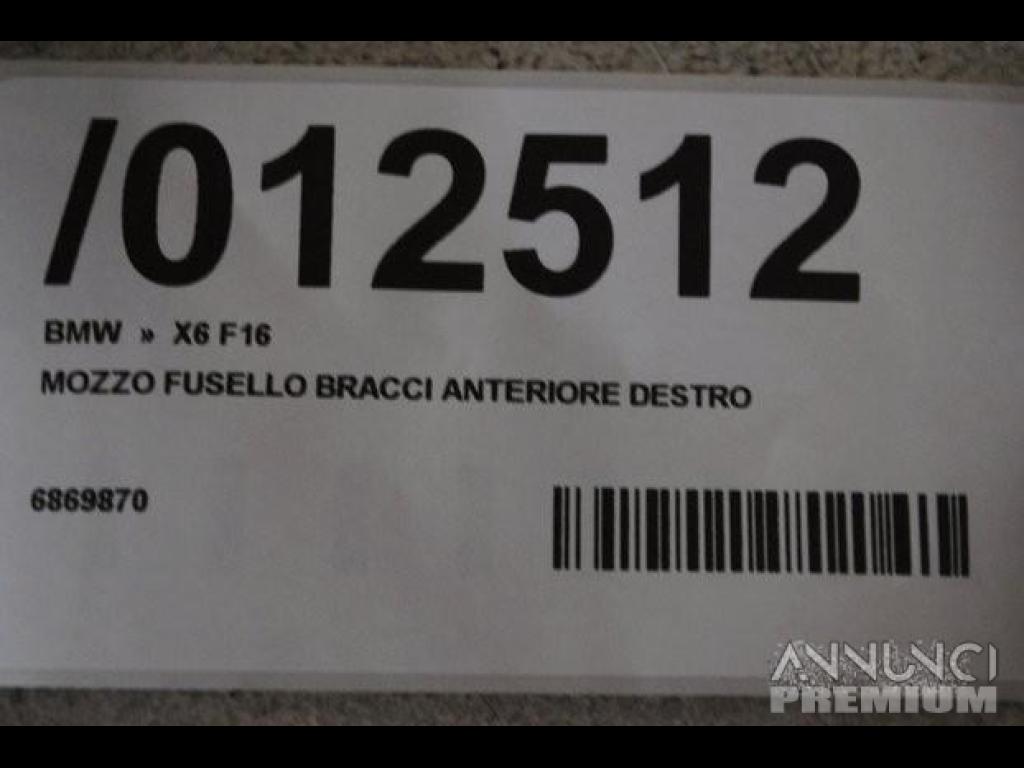 /012512
BMW » X6 F16
MOZZO FUSELLO BRACCI ANTERIORE DESTRO
6869870
ANNUNCI
PREMIUM